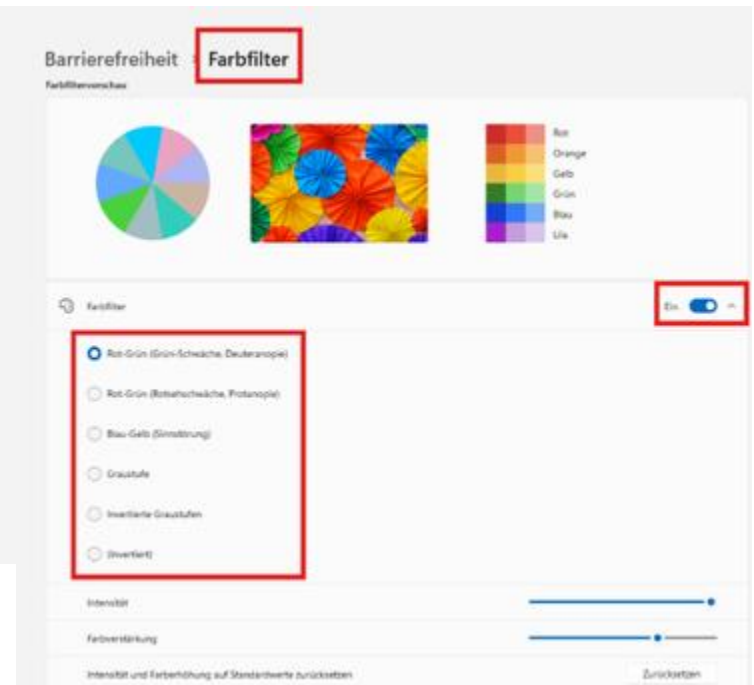 Barrierefreiheit › Farbfilter
Farbfiltervorschau
Rot
Orange
Gelb
Grün
Blau
Lila
Farbfilter
Ein
Rot-Grün (Grün-Schwäche, Deuteranopie)
Rot-Grün (Rotsehschwäche, Protanopie)
Blau-Gelb (Sinnstörung)
Graustufe
Invertierte Graustufen
(Invertiert)
Intensität
Farbverstärkung
Intensität und Farberhöhung auf Standardwerte zurücksetzen
Zurücksetzen